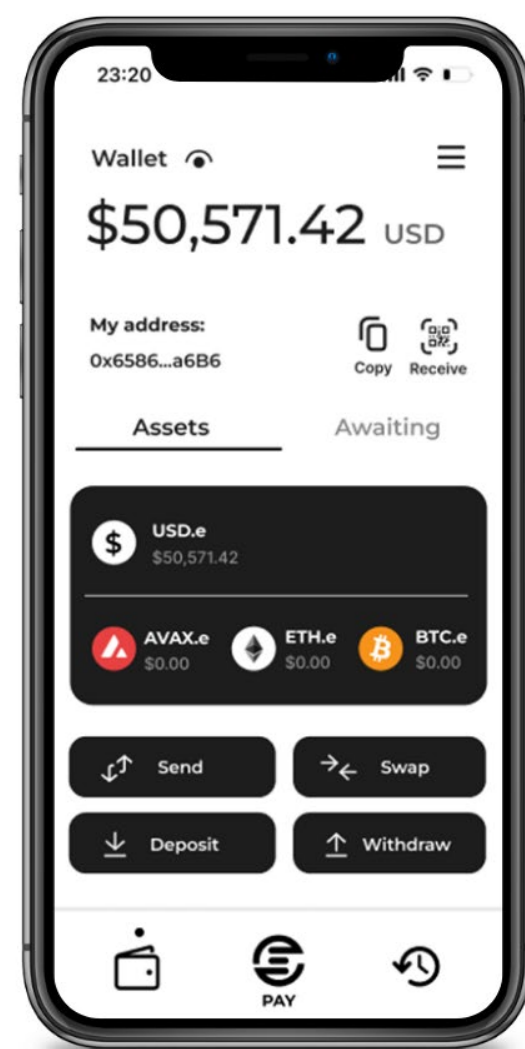 23:20
Wallet
$50,571.42 USD
My address:
0x6586...a6B6
Copy Receive
Assets Awaiting
$ USD.e
$50,571.42
AVAX.e ETH.e BTC.e
$0.00 $0.00 $0.00
Send Swap
Deposit Withdraw
PAY